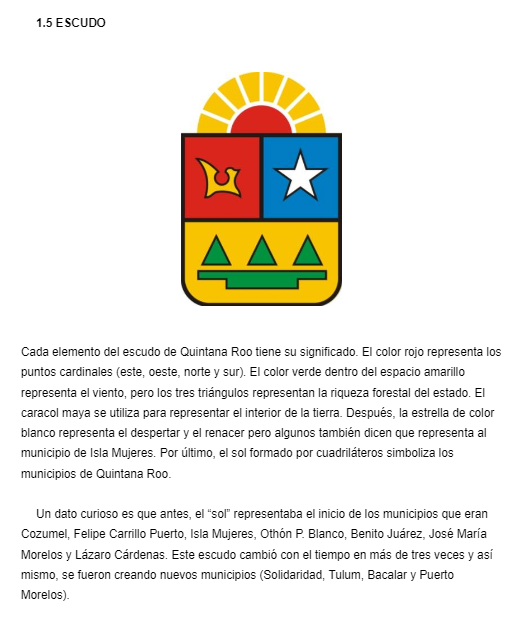 1.5 ESCUDO
Cada elemento del escudo de Quintana Roo tiene su significado. El color rojo representa los
puntos cardinales (este, oeste, norte y sur). El color verde dentro del espacio amarillo
representa el viento, pero los tres triángulos representan la riqueza forestal del estado. El
caracol maya se utiliza para representar el interior de la tierra. Después, la estrella de color
blanco representa el despertar y el renacer pero algunos también dicen que representa al
municipio de Isla Mujeres. Por último, el sol formado por cuadriláteros simboliza los
municipios de Quintana Roo.
Un dato curioso es que antes, el “sol” representaba el inicio de los municipios que eran
Cozumel, Felipe Carrillo Puerto, Isla Mujeres, Othón P. Blanco, Benito Juárez, José María
Morelos y Lázaro Cárdenas. Este escudo cambió con el tiempo en más de tres veces y así
mismo, se fueron creando nuevos municipios (Solidaridad, Tulum, Bacalar y Puerto
Morelos).